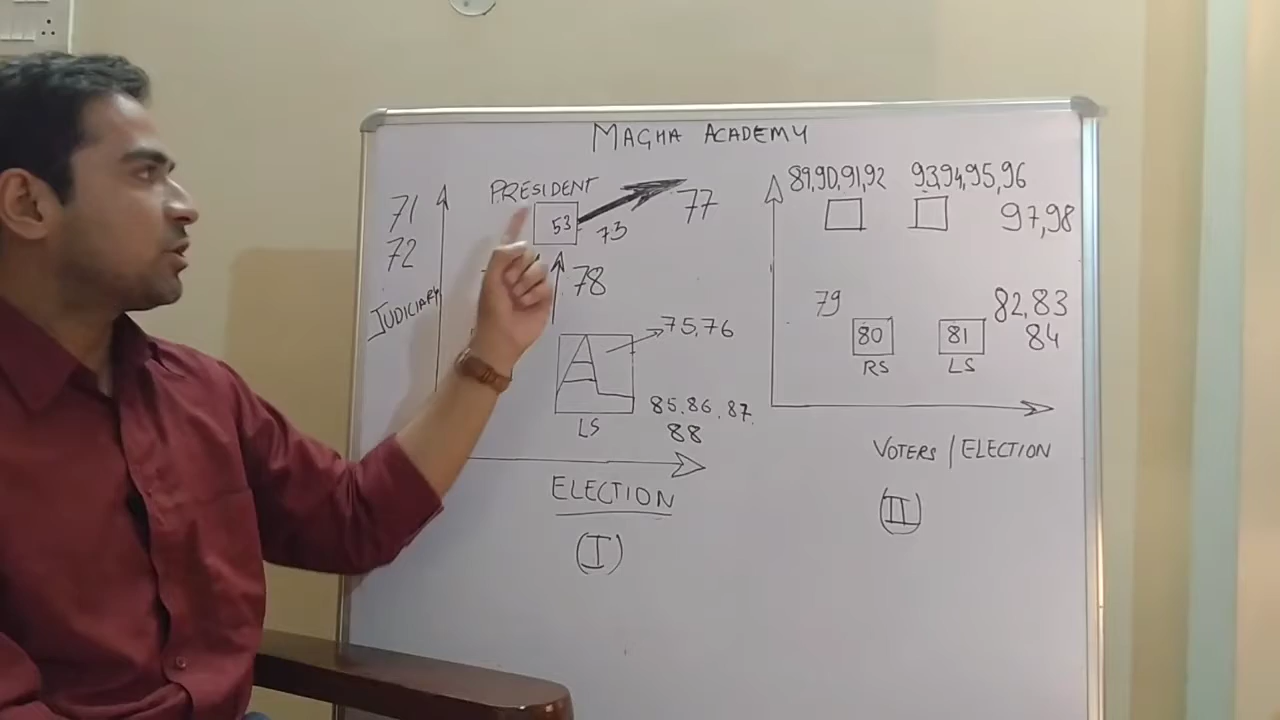 MAGHA ACADEMY
71
72
JUDICIARY
PRESIDENT
53
73
77
78
75,76
85,86,87
88
LS
ELECTION
(I)
89,90,91,92
93,94,95,96
97,98
79
80
RS
81
LS
82,83
84
VOTERS / ELECTION
(II)